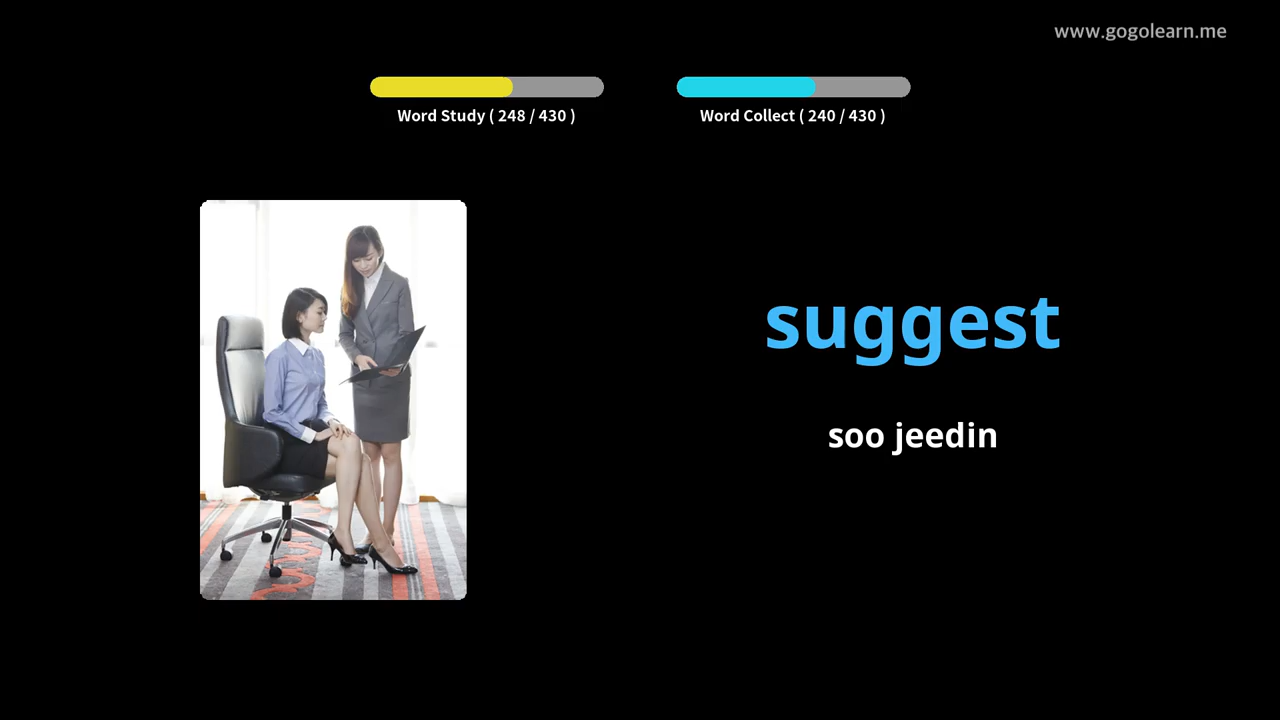 www.gogolearn.me
Word Study ( 248 / 430 )
Word Collect ( 240 / 430 )
suggest
soo jeedin